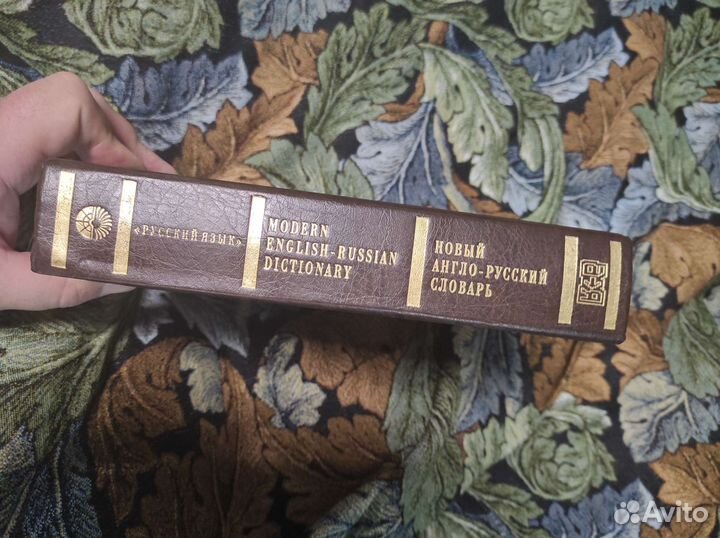 «РУССКИЙ ЯЗЫК»
MODERN
ENGLISH-RUSSIAN
DICTIONARY
НОВЫЙ
АНГЛО-РУССКИЙ
СЛОВАРЬ
Avito